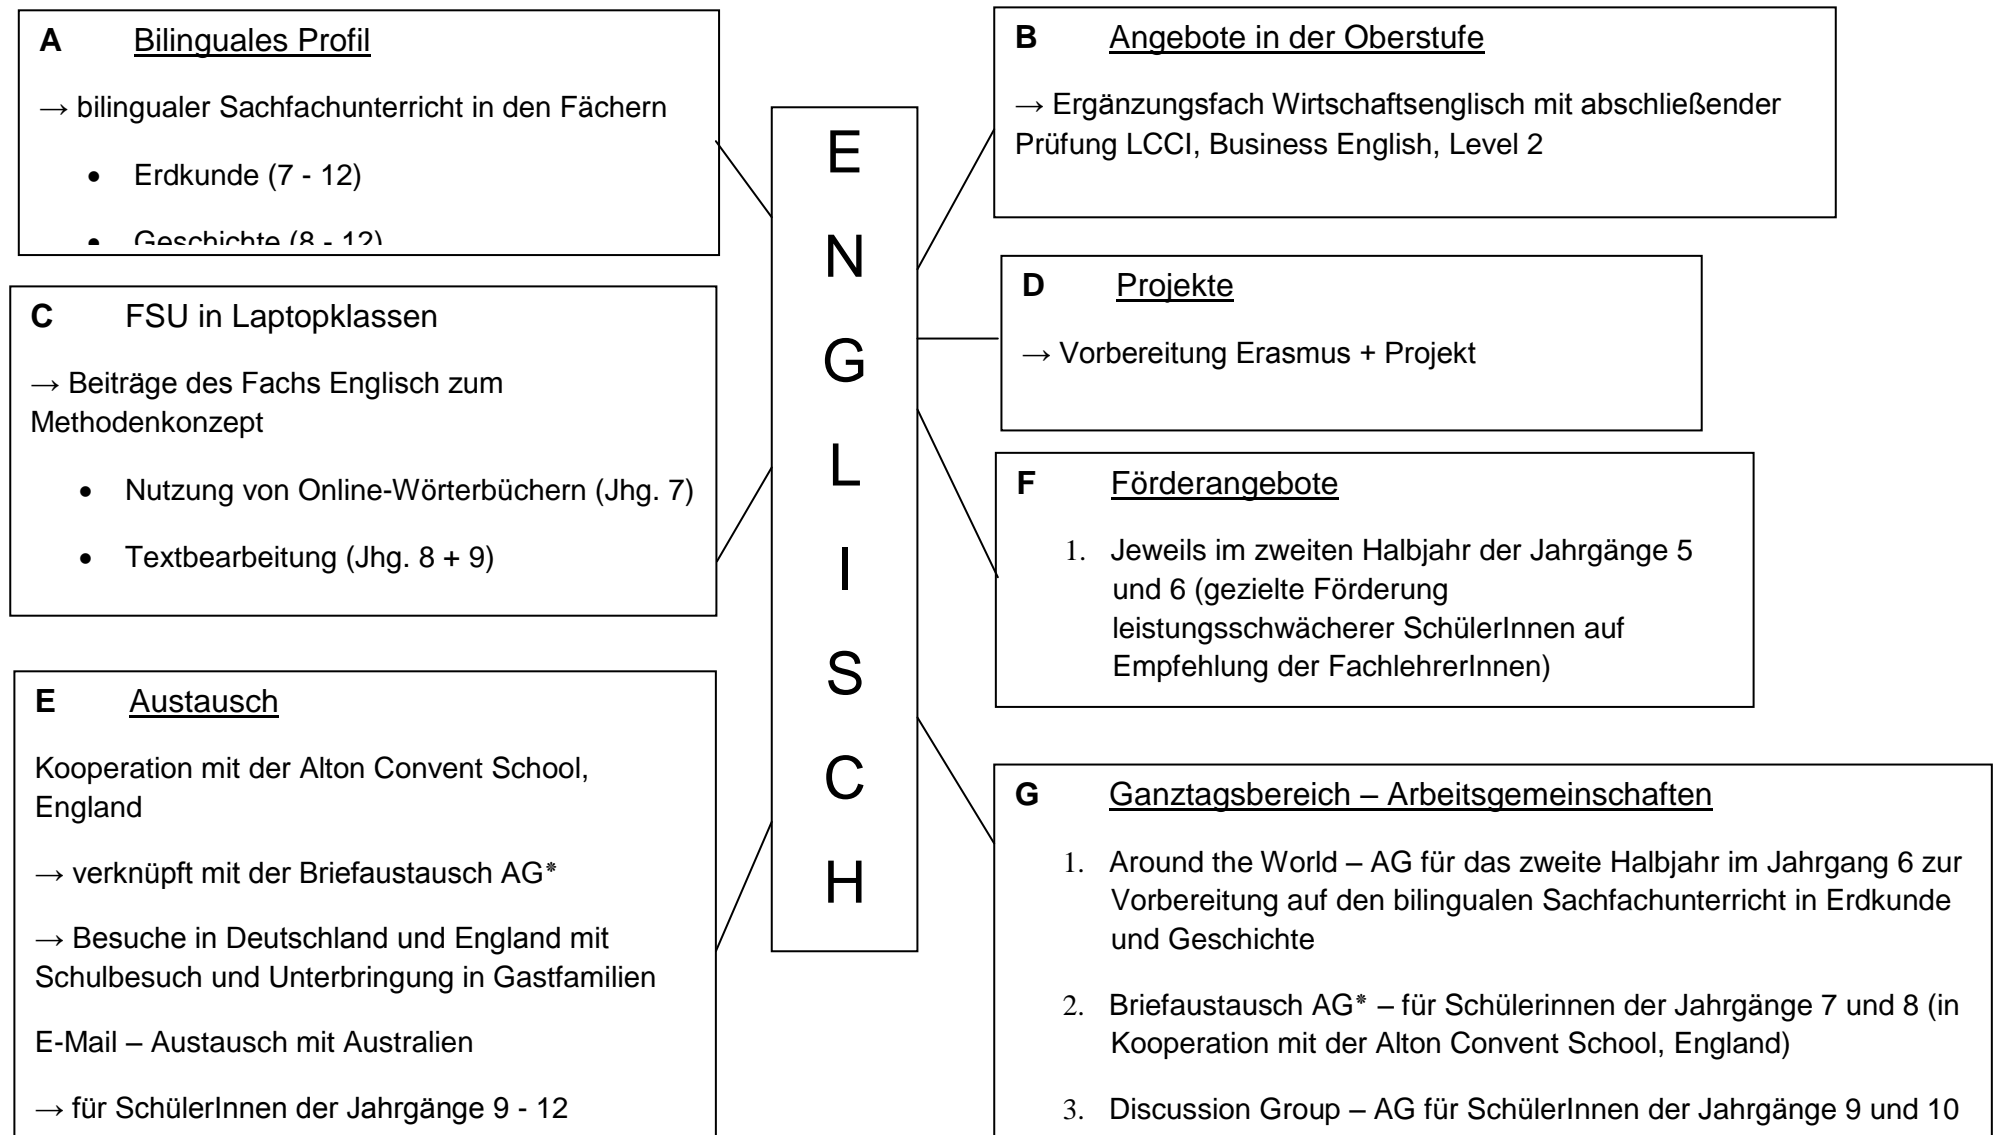 A Bilinguales Profil
→ bilingualer Sachfachunterricht in den Fächern
• Erdkunde (7 - 12)
• Geschichte (8 - 12)
B Angebote in der Oberstufe
→ Ergänzungsfach Wirtschaftsenglisch mit abschließender
Prüfung LCCI, Business English, Level 2
E
N
G
L
I
S
C
H
C FSU in Laptopklassen
→ Beiträge des Fachs Englisch zum
Methodenkonzept
• Nutzung von Online-Wörterbüchern (Jhg. 7)
• Textbearbeitung (Jhg. 8 + 9)
D Projekte
→ Vorbereitung Erasmus + Projekt
E Austausch
Kooperation mit der Alton Convent School,
England
→ verknüpft mit der Briefaustausch AG*
→ Besuche in Deutschland und England mit
Schulbesuch und Unterbringung in Gastfamilien
E-Mail – Austausch mit Australien
→ für SchülerInnen der Jahrgänge 9 - 12
F Förderangebote
1. Jeweils im zweiten Halbjahr der Jahrgänge 5
und 6 (gezielte Förderung
leistungsschwächerer SchülerInnen auf
Empfehlung der FachlehrerInnen)
G Ganztagsbereich – Arbeitsgemeinschaften
1. Around the World – AG für das zweite Halbjahr im Jahrgang 6 zur
Vorbereitung auf den bilingualen Sachfachunterricht in Erdkunde
und Geschichte
2. Briefaustausch AG* – für Schülerinnen der Jahrgänge 7 und 8 (in
Kooperation mit der Alton Convent School, England)
3. Discussion Group – AG für SchülerInnen der Jahrgänge 9 und 10